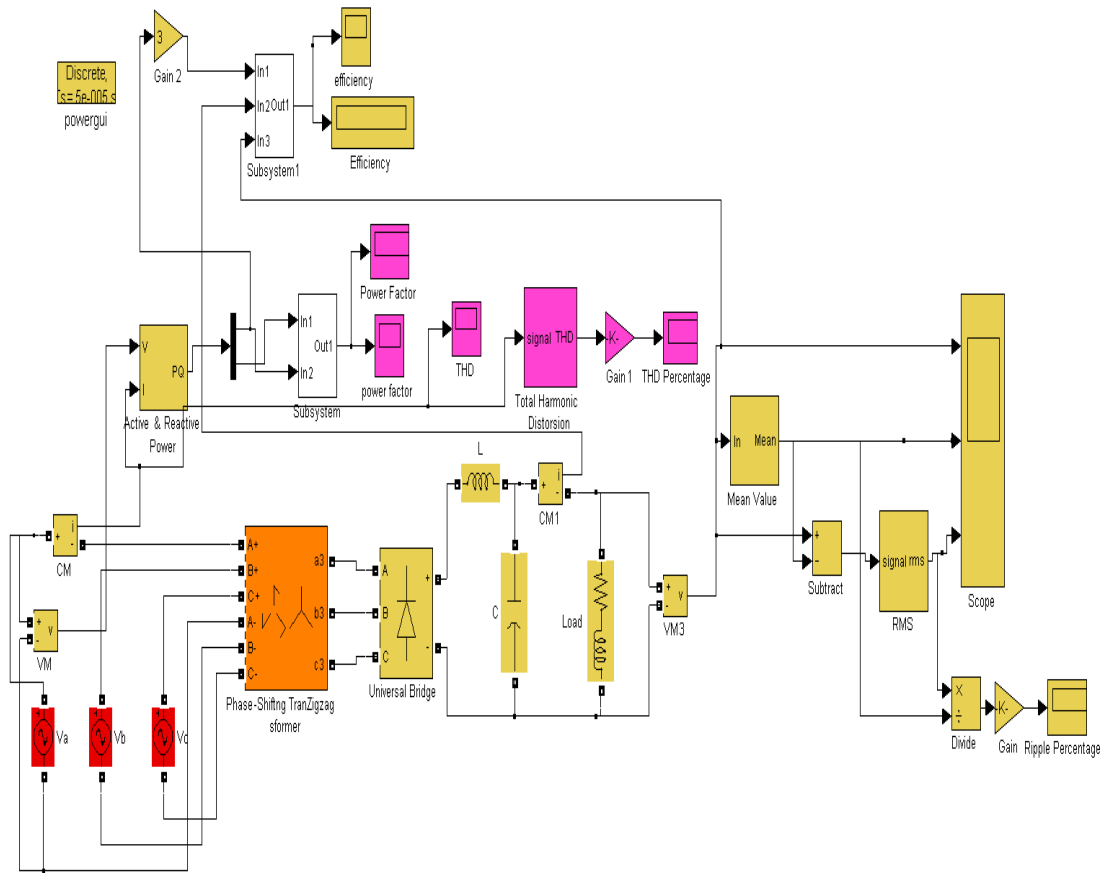 3
Gain 2
Discrete,
Ts = 5e-005 s
powergui
In1
In2
In3
Out1
Subsystem1
efficiency
Efficiency
V
I
PQ
Active & Reactive
Power
In1
In2
Out1
Subsystem
Power Factor
power factor
THD
signal THD
Total Harmonic
Distorsion
-K-
Gain 1
THD Percentage
In Mean
Mean Value
+
-
Subtract
signal rms
RMS
Scope
×
÷
Divide
-K-
Gain
Ripple Percentage
L
+
i
-
CM1
C
Load
+
-
v
VM3
+
i
-
CM
+
-
v
VM
A+
B+
C+
A-
B-
C-
a3
b3
c3
Phase-Shiftng TranZigzag
sformer
A
B
C
+
-
Universal Bridge
Va
Vb
Vc